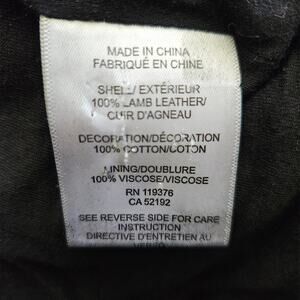 MADE IN CHINA
FABRIQUÉ EN CHINE
SHELL/EXTÉRIEUR
100% LAMB LEATHER/
CUIR D'AGNEAU
DECORATION/DÉCORATION
100% COTTON/COTON
LINING/DOUBLURE
100% VISCOSE/VISCOSE
RN 119376
CA 52192
SEE REVERSE SIDE FOR CARE
INSTRUCTION
DIRECTIVE D'ENTRETIEN AU
VERSO